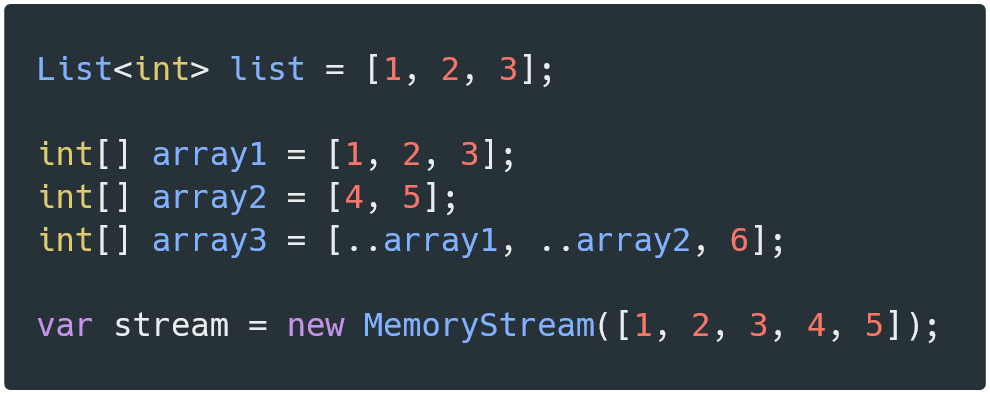 List<int> list = [1, 2, 3];
int[] array1 = [1, 2, 3];
int[] array2 = [4, 5];
int[] array3 = [..array1, ..array2, 6];
var stream = new MemoryStream([1, 2, 3, 4, 5]);